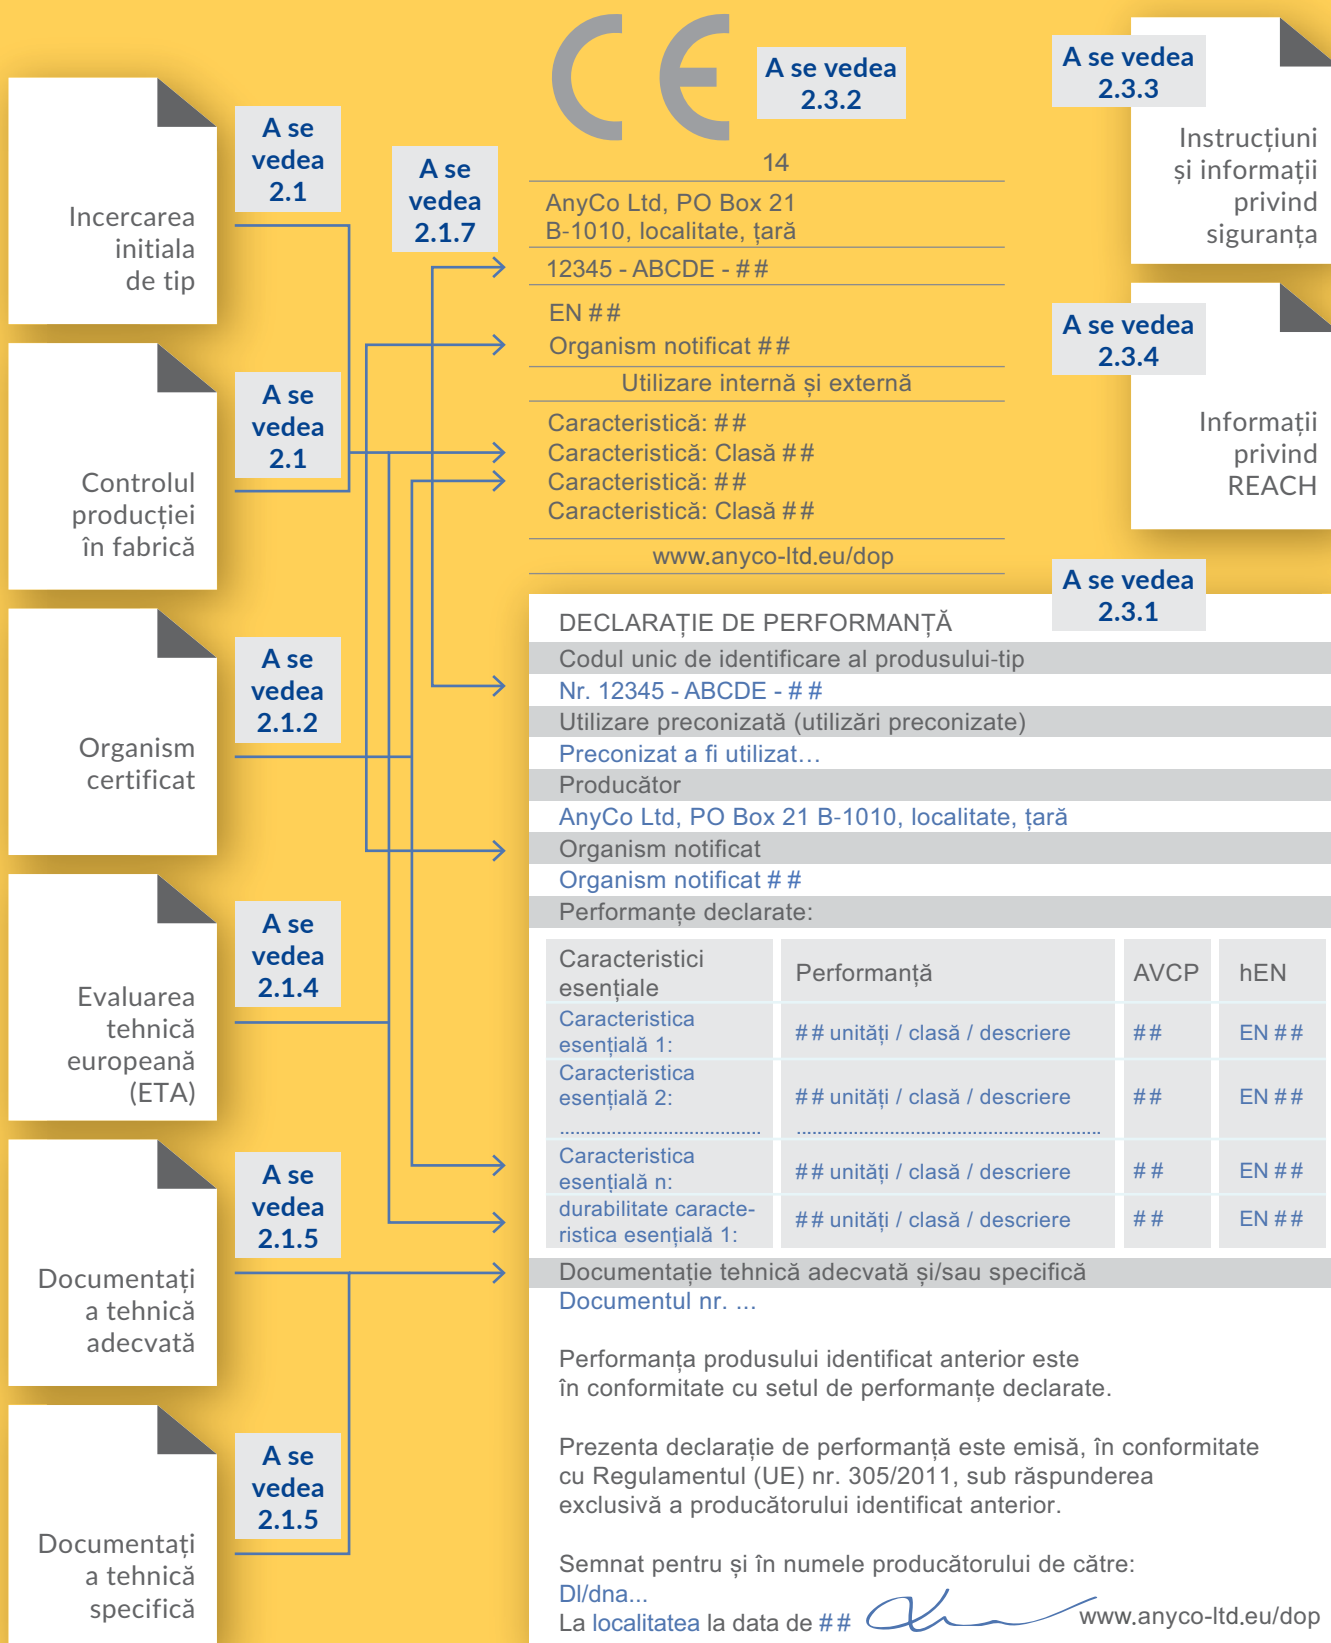 Incercarea
initiala
de tip
A se
vedea
2.1
Controlul
producției
în fabrică
A se
vedea
2.1
Organism
certificat
A se
vedea
2.1.2
Evaluarea
tehnică
europeană
(ETA)
A se
vedea
2.1.4
Documentați
a tehnică
adecvată
A se
vedea
2.1.5
Documentați
a tehnică
specifică
A se
vedea
2.1.5
A se
vedea
2.1.7
CE
A se vedea
2.3.2
14
AnyCo Ltd, PO Box 21
B-1010, localitate, țară
12345 - ABCDE - ##
EN ##
Organism notificat ##
Utilizare internă și externă
Caracteristică: ##
Caracteristică: Clasă ##
Caracteristică: ##
Caracteristică: Clasă ##
www.anyco-ltd.eu/dop
A se vedea
2.3.3
Instrucțiuni
și informații
privind
siguranța
A se vedea
2.3.4
Informații
privind
REACH
A se vedea
2.3.1
DECLARAȚIE DE PERFORMANȚĂ
Codul unic de identificare al produsului-tip
Nr. 12345 - ABCDE - ##
Utilizare preconizată (utilizări preconizate)
Preconizat a fi utilizat…
Producător
AnyCo Ltd, PO Box 21 B-1010, localitate, țară
Organism notificat
Organism notificat ##
Performanțe declarate:
Caracteristici
esențiale
Performanță AVCP hEN
Caracteristica
esențială 1:
## unități / clasă / descriere ## EN ##
Caracteristica
esențială 2:
## unități / clasă / descriere ## EN ##
....................................... ...........................................................
Caracteristica
esențială n:
## unități / clasă / descriere ## EN ##
durabilitate caracte-
ristica esențială 1:
## unități / clasă / descriere ## EN ##
Documentație tehnică adecvată și/sau specifică
Documentul nr. ...
Performanța produsului identificat anterior este
în conformitate cu setul de performanțe declarate.
Prezenta declarație de performanță este emisă, în conformitate
cu Regulamentul (UE) nr. 305/2011, sub răspunderea
exclusivă a producătorului identificat anterior.
Semnat pentru și în numele producătorului de către:
Dl/dna...
La localitatea la data de ## www.anyco-ltd.eu/dop